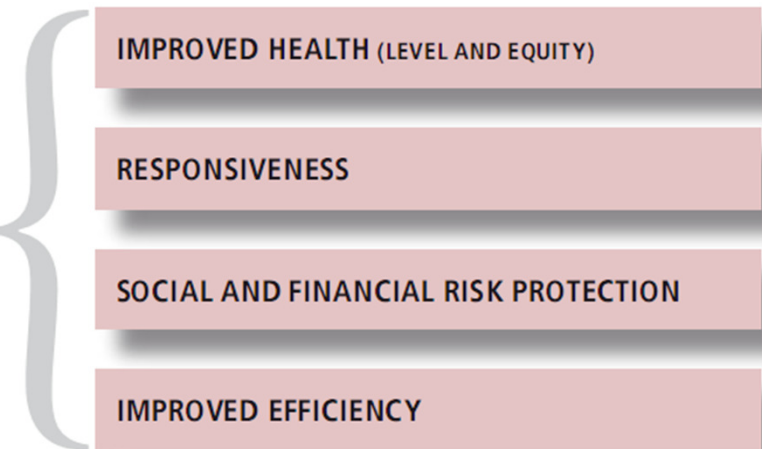 IMPROVED HEALTH (LEVEL AND EQUITY)
RESPONSIVENESS
SOCIAL AND FINANCIAL RISK PROTECTION
IMPROVED EFFICIENCY